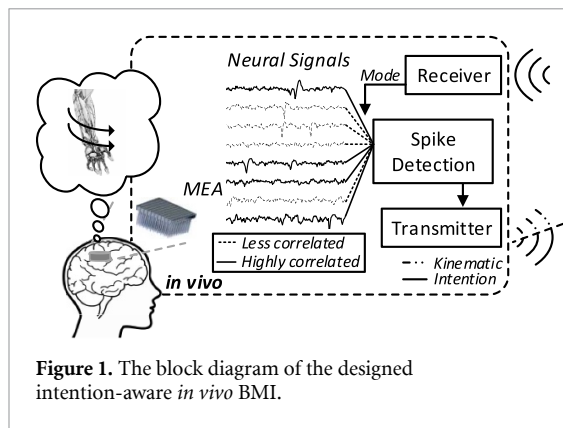 Neural Signals
Mode
Receiver
Spike
Detection
MEA
Transmitter
Less correlated
Highly correlated
Kinematic
Intention
in vivo
Figure 1. The block diagram of the designed
intention-aware in vivo BMI.